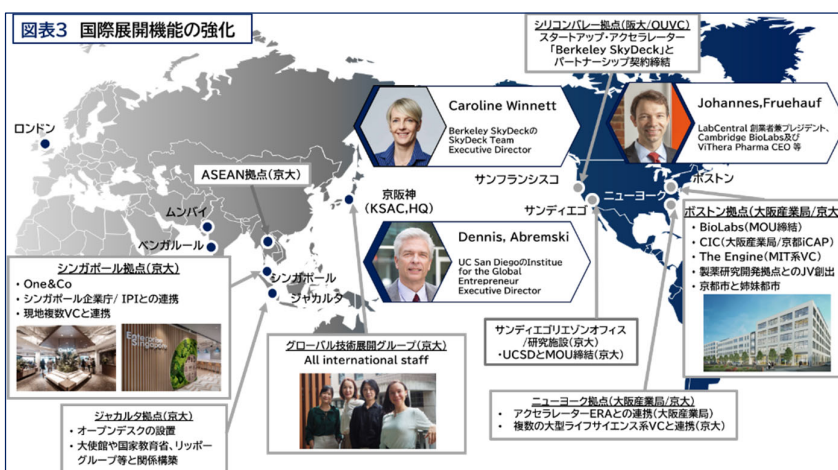 図表3 国際展開機能の強化
シリコンバレー拠点(阪大/OUVC)
スタートアップ・アクセラレーター
「Berkeley SkyDeck」と
パートナーシップ契約締結
Caroline Winnett
Berkeley SkyDeckの
SkyDeck Team
Executive Director
Johannes,Fruehauf
LabCentral 創業者兼プレジデント、
Cambridge BioLabs及び
ViThera Pharma CEO 等
ロンドン
ASEAN拠点(京大)
ムンバイ
ベンガルール
京阪神
(KSAC,HQ)
サンフランシスコ
サンディエゴ
ニューヨーク
ボストン
Dennis, Abremski
UC San DiegoのInstitue
for the Global
Entrepreneur
Executive Director
ボストン拠点(大阪産業局/京大)
• BioLabs(MOU締結)
• CIC(大阪産業局/京都iCAP)
• The Engine(MIT系VC)
• 製薬研究開発拠点とのJV創出
• 京都市と姉妹都市
シンガポール
ジャカルタ
シンガポール拠点(京大)
• One&Co
• シンガポール企業庁/ IPIとの連携
• 現地複数VCと連携
Enterprise
Singapore
グローバル技術展開グループ(京大)
All international staff
サンディエゴリエゾンオフィス
/研究施設(京大)
・UCSDとMOU締結(京大)
ニューヨーク拠点(大阪産業局/京大)
• アクセラレーターERAとの連携(大阪産業局)
• 複数の大型ライフサイエンス系VCと連携(京大)
ジャカルタ拠点(京大)
• オープンデスクの設置
• 大使館や国家教育省、リッポー
グループ等と関係構築